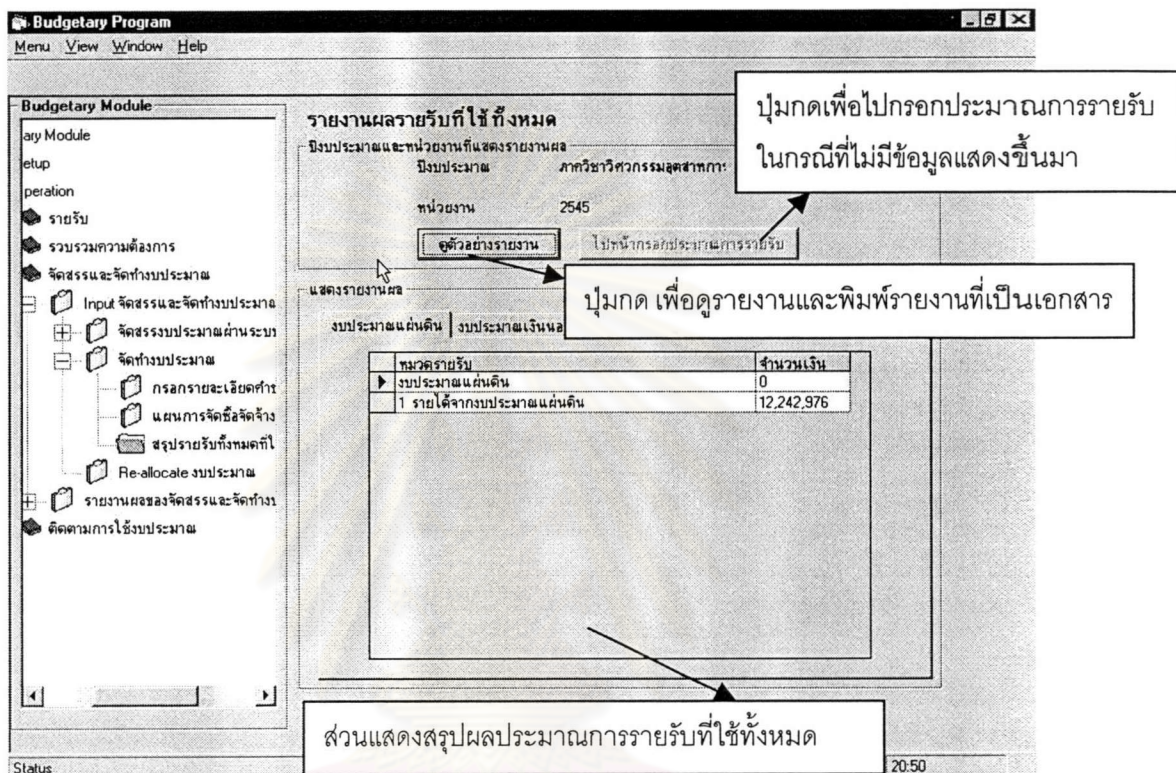 Budgetary Program
Menu View Window Help
Budgetary Module
ary Module
etup
peration
รายรับ
รวบรวมความต้องการ
จัดสรรและจัดทำงบประมาณ
Input จัดสรรและจัดทำงบประมาณ
จัดสรรงบประมาณผ่านระบบ
จัดทำงบประมาณ
กรอกรายละเอียดคำข
แผนการจัดซื้อจัดจ้าง
สรุปรายรับทั้งหมดที่ใ
Re-allocate งบประมาณ
รายงานผลของจัดสรรและจัดทำงบ
ติดตามการใช้งบประมาณ
รายงานผลรายรับที่ใช้ทั้งหมด
ปีงบประมาณและหน่วยงานที่แสดงรายงานผล
ปีงบประมาณ ภาควิชาวิศวกรรมอุตสาหการ
หน่วยงาน 2545
ดูตัวอย่างรายงาน ไปหน้ากรอกประมาณการรายรับ
ปุ่มกดเพื่อไปกรอกประมาณการรายรับ
ในกรณีที่ไม่มีข้อมูลแสดงขึ้นมา
ปุ่มกด เพื่อดูรายงานและพิมพ์รายงานที่เป็นเอกสาร
แสดงรายงานผล
งบประมาณแผ่นดิน งบประมาณเงินนอ
หมวดรายรับ จำนวนเงิน
งบประมาณแผ่นดิน 0
1 รายได้จากงบประมาณแผ่นดิน 12,242,976
ส่วนแสดงสรุปผลประมาณการรายรับที่ใช้ทั้งหมด
Status 20:50